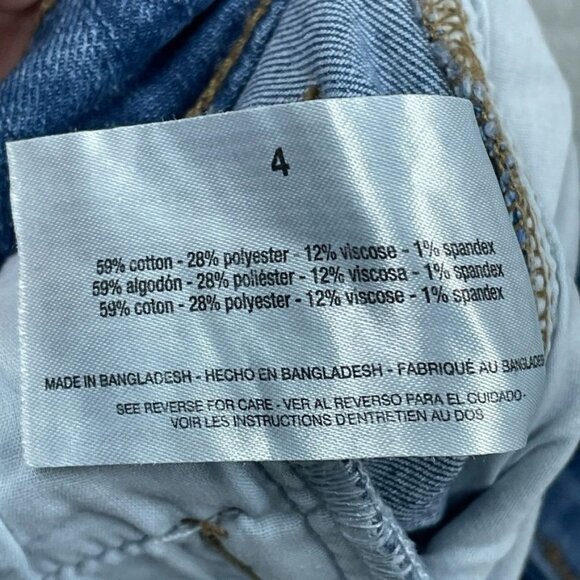 4
59% cotton - 28% polyester - 12% viscose - 1% spandex
59% algodón - 28% poliéster - 12% viscosa - 1% spandex
59% coton - 28% polyester - 12% viscose - 1% spandex
MADE IN BANGLADESH - HECHO EN BANGLADESH - FABRIQUÉ AU BANGLADESH
SEE REVERSE FOR CARE - VER AL REVERSO PARA EL CUIDADO -
VOIR LES INSTRUCTIONS D'ENTRETIEN AU DOS